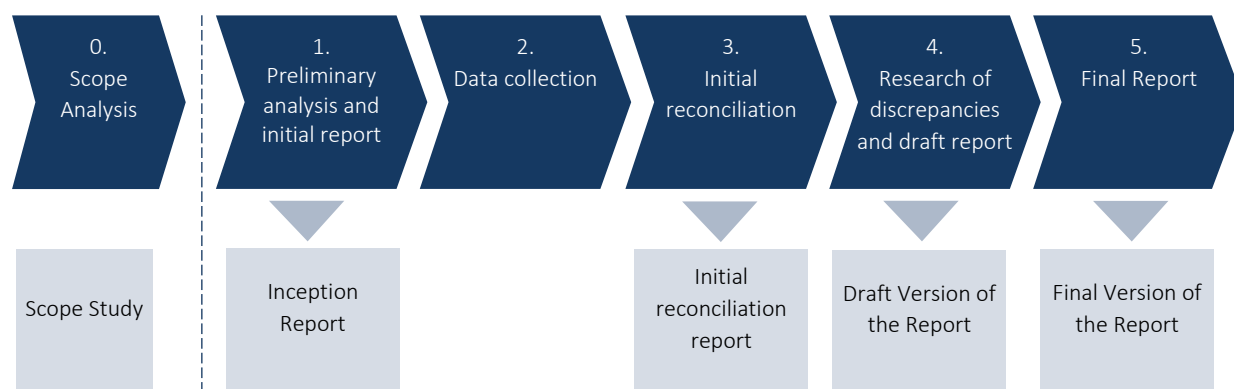 0.
Scope
Analysis
1.
Preliminary
analysis and
initial report
2.
Data collection
3.
Initial
reconciliation
4.
Research of
discrepancies
and draft report
5.
Final Report
Scope Study
Inception
Report
Initial
reconciliation
report
Draft Version of
the Report
Final Version of
the Report